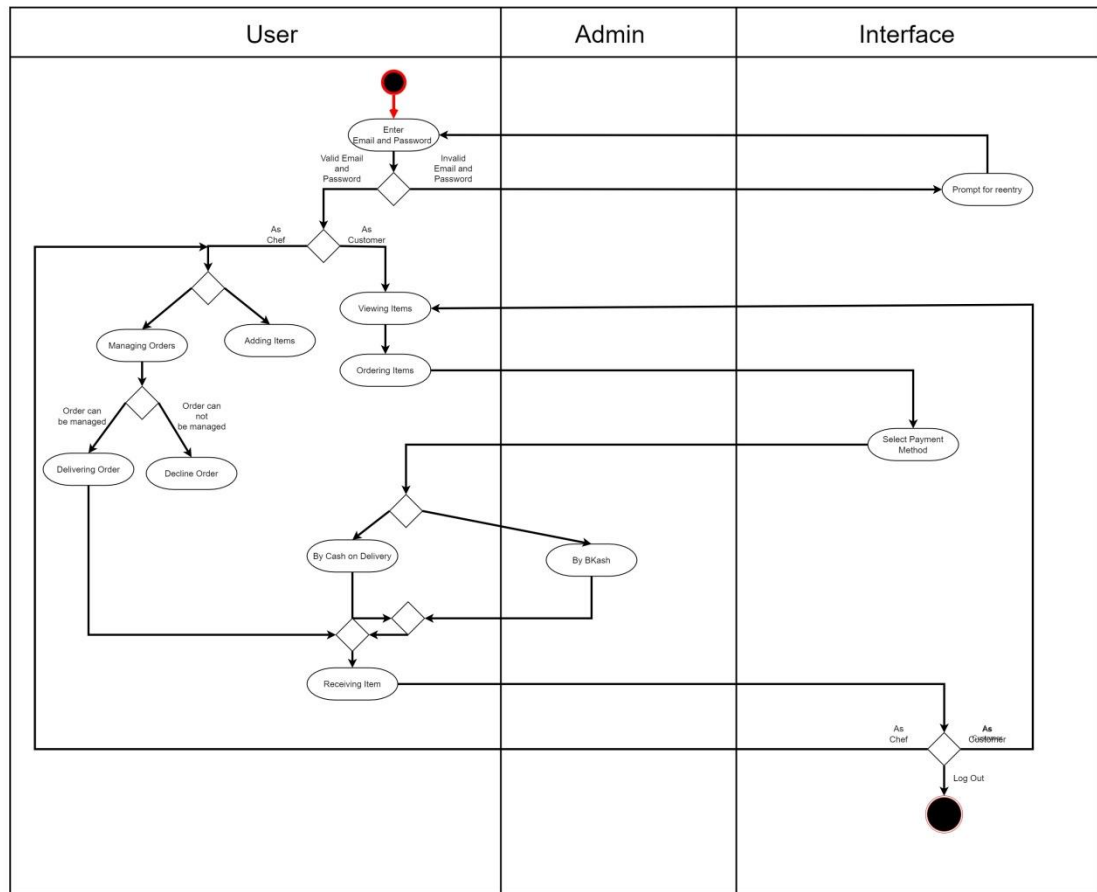 User
Admin
Interface
Enter
Email and Password
Valid Email
and
Password
Invalid
Email and
Password
Prompt for reentry
As
Chef
As
Customer
Viewing Items
Managing Orders
Adding Items
Ordering Items
Order can
be managed
Order can
not
be managed
Select Payment
Method
Delivering Order
Decline Order
By Cash on Delivery
By BKash
Receiving Item
As
Chef
As
Customer
Log Out